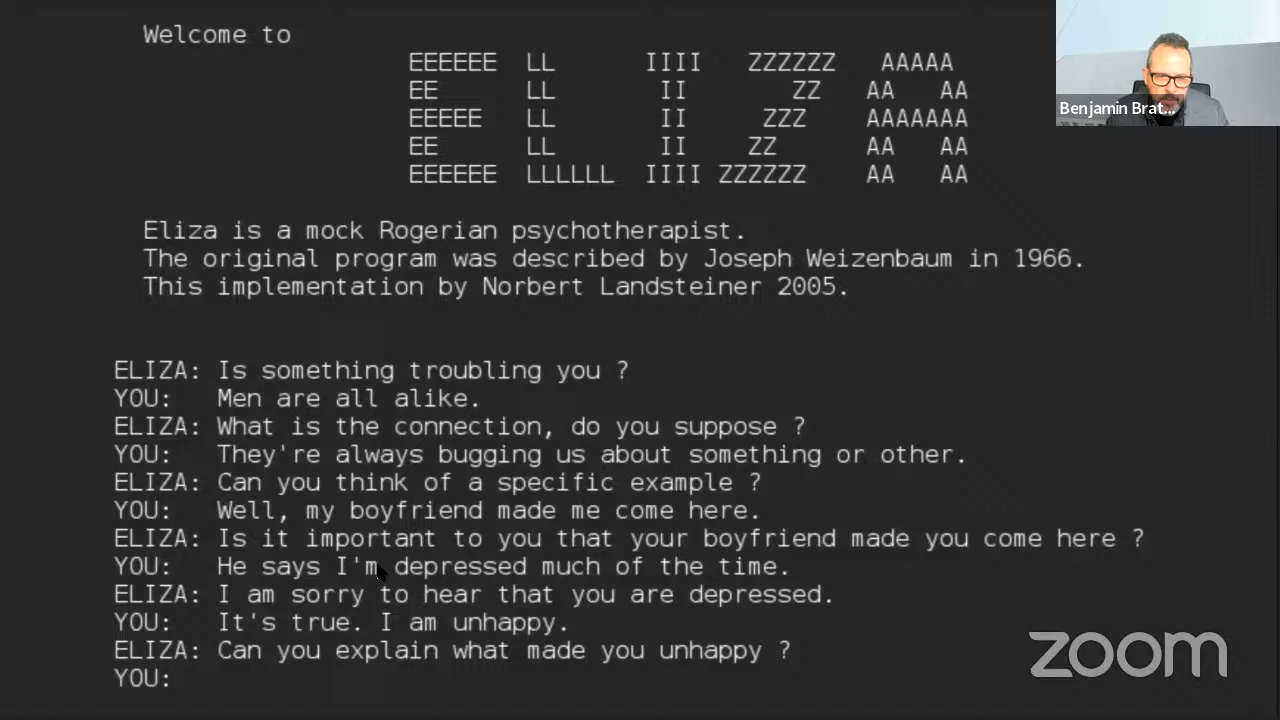 Welcome to
EEEEEE LL IIII ZZZZZZ AAAAA
EE LL II ZZ AA AA
EEEEE LL II ZZZ AAAAAAA
EE LL II ZZ AA AA
EEEEEE LLLLLL IIII ZZZZZZ AA AA
Benjamin Brat...
Eliza is a mock Rogerian psychotherapist.
The original program was described by Joseph Weizenbaum in 1966.
This implementation by Norbert Landsteiner 2005.
ELIZA: Is something troubling you ?
YOU: Men are all alike.
ELIZA: What is the connection, do you suppose ?
YOU: They're always bugging us about something or other.
ELIZA: Can you think of a specific example ?
YOU: Well, my boyfriend made me come here.
ELIZA: Is it important to you that your boyfriend made you come here ?
YOU: He says I'm depressed much of the time.
ELIZA: I am sorry to hear that you are depressed.
YOU: It's true. I am unhappy.
ELIZA: Can you explain what made you unhappy ?
YOU:
zoom